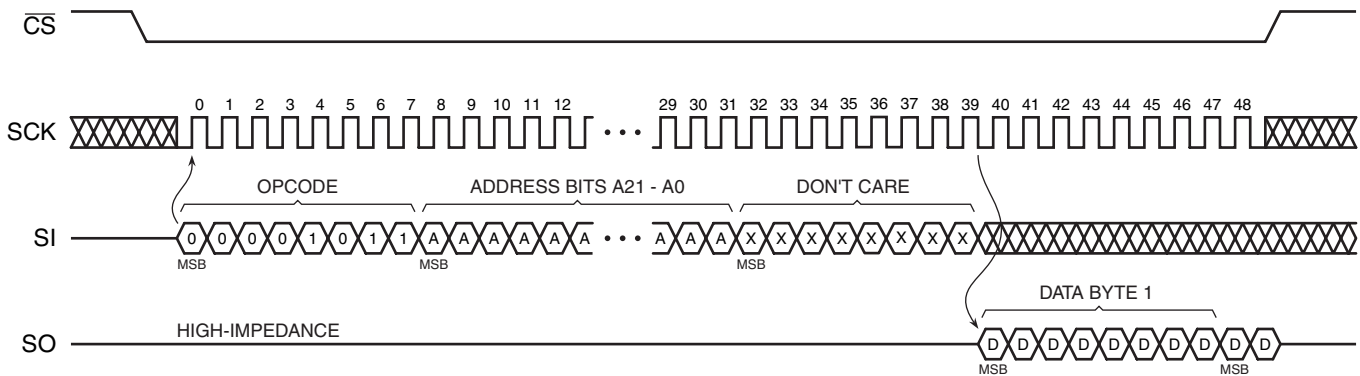 CS
0 1 2 3 4 5 6 7 8 9 10 11 12 29 30 31 32 33 34 35 36 37 38 39 40 41 42 43 44 45 46 47 48
SCK • • •
OPCODE ADDRESS BITS A21 - A0 DON'T CARE
SI 0 0 0 0 1 0 1 1 A A A A A A • • • A A A X X X X X X X X
MSB MSB MSB
DATA BYTE 1
HIGH-IMPEDANCE
SO D D D D D D D D D D
MSB MSB